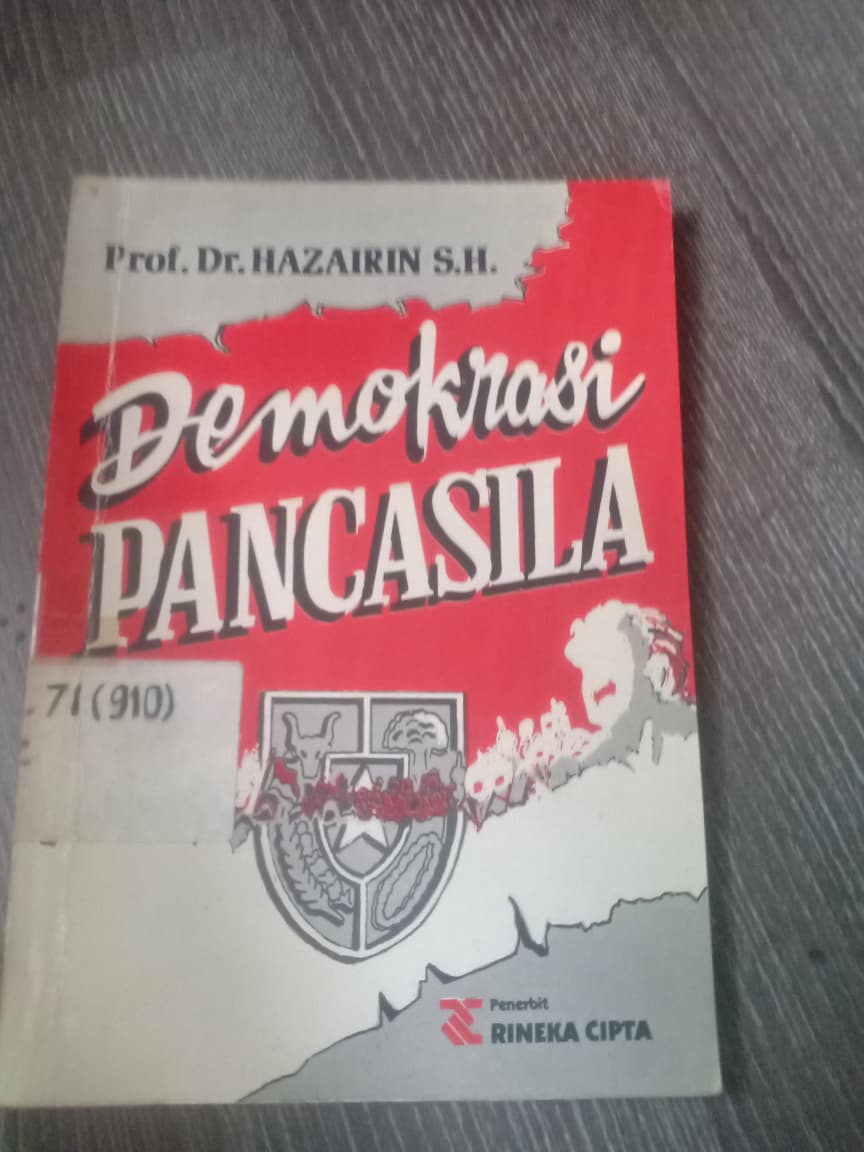 Prof. Dr. HAZAIRIN S.H.
Demokrasi
PANCASILA
71 (910)
Penerbit
RINEKA CIPTA